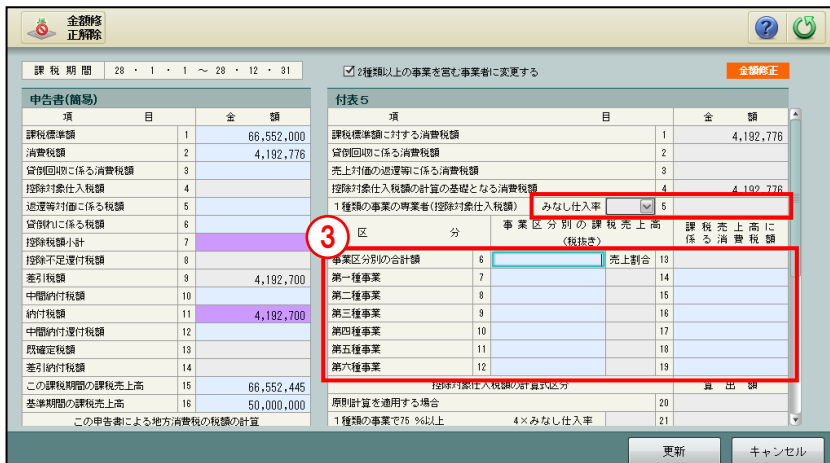 金額修
正解除
課税期間 28 ・ 1 ・ 1 ～ 28 ・ 12 ・ 31
2種類以上の事業を営む事業者に変更する
金額修正
申告書(簡易)
項 目 金 額
課税標準額 1 66,552,000
消費税額 2 4,192,776
貸倒回収に係る消費税額 3
控除対象仕入税額 4
返還等対価に係る税額 5
貸倒れに係る税額 6
控除税額小計 7
控除不足還付税額 8
差引税額 9 4,192,700
中間納付税額 10
納付税額 11 4,192,700
中間納付還付税額 12
既確定税額 13
差引納付税額 14
この課税期間の課税売上高 15 66,552,445
基準期間の課税売上高 16 50,000,000
この申告書による地方消費税の税額の計算
付表5
項 目 金 額
課税標準額に対する消費税額 1 4,192,776
貸倒回収に係る消費税額 2
売上対価の返還等に係る消費税額 3
控除対象仕入税額の計算の基礎となる消費税額 4 4,192,776
1種類の事業の専業者(控除対象仕入税額) みなし仕入率 5
3
区 分 事業区分別の課税売上高 課税売上高に
(税抜き) 係る消費税額
事業区分別の合計額 6 売上割合 13
第一種事業 7 14
第二種事業 8 15
第三種事業 9 16
第四種事業 10 17
第五種事業 11 18
第六種事業 12 19
控除対象仕入税額の計算式区分 算出額
原則計算を適用する場合 20
1種類の事業で75 %以上 4×みなし仕入率 21
更新 キャンセル